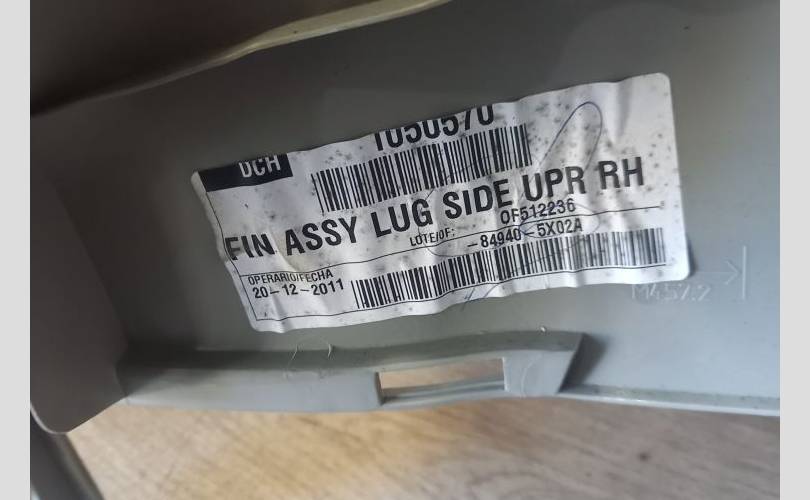 1050570
DCH
FIN ASSY LUG SIDE UPR RH
LOTE/OF: OF512236
-84940-5X02A
OPERARIO/FECHA
20-12-2011